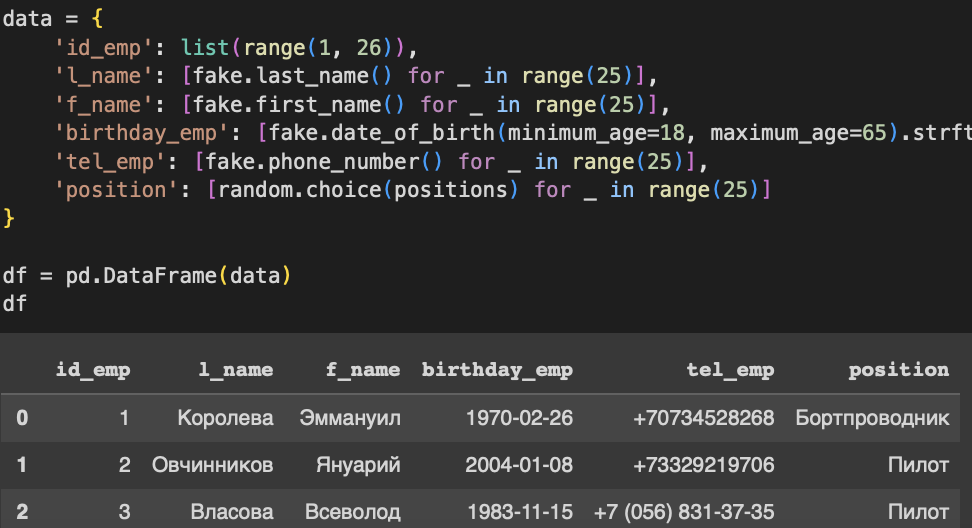 data = {
    'id_emp': list(range(1, 26)),
    'l_name': [fake.last_name() for _ in range(25)],
    'f_name': [fake.first_name() for _ in range(25)],
    'birthday_emp': [fake.date_of_birth(minimum_age=18, maximum_age=65).strft
    'tel_emp': [fake.phone_number() for _ in range(25)],
    'position': [random.choice(positions) for _ in range(25)]
}
df = pd.DataFrame(data)
df
id_emp l_name f_name birthday_emp tel_emp position
0 1 Королева Эммануил 1970-02-26 +70734528268 Бортпроводник
1 2 Овчинников Януарий 2004-01-08 +73329219706 Пилот
2 3 Власова Всеволод 1983-11-15 +7 (056) 831-37-35 Пилот